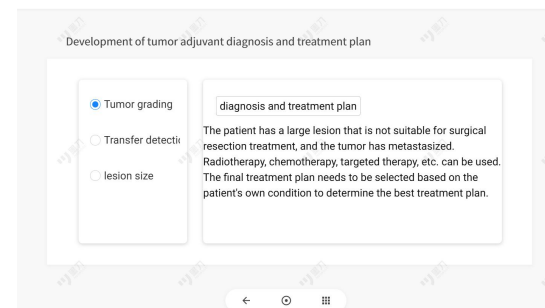 Development of tumor adjuvant diagnosis and treatment plan
Tumor grading
Transfer detectio
lesion size
diagnosis and treatment plan
The patient has a large lesion that is not suitable for surgical
resection treatment, and the tumor has metastasized.
Radiotherapy, chemotherapy, targeted therapy, etc. can be used.
The final treatment plan needs to be selected based on the
patient's own condition to determine the best treatment plan.